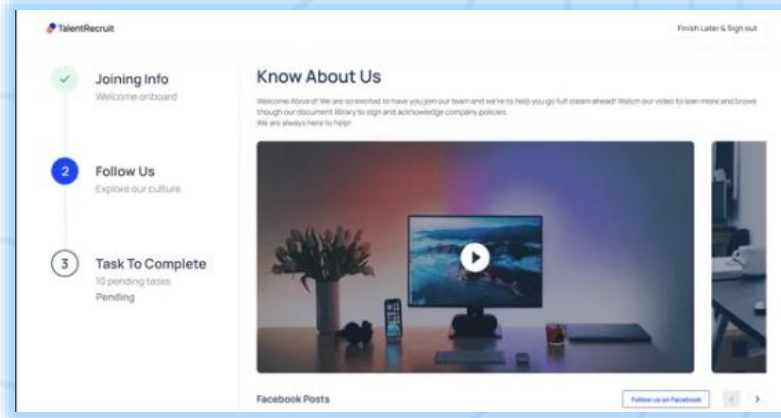 TalentRecruit
Finish Later & Sign out
Joining Info
Welcome onboard
2
Follow Us
Explore our culture
3
Task To Complete
10 pending tasks
Pending
Know About Us
Welcome Aboard! We are so excited to have you join our team and we're to help you go full steam ahead! Watch our video to learn more and brows
though our document library to sign and acknowledge company policies.
We are always here to help!
Facebook Posts
Follow us on Facebook